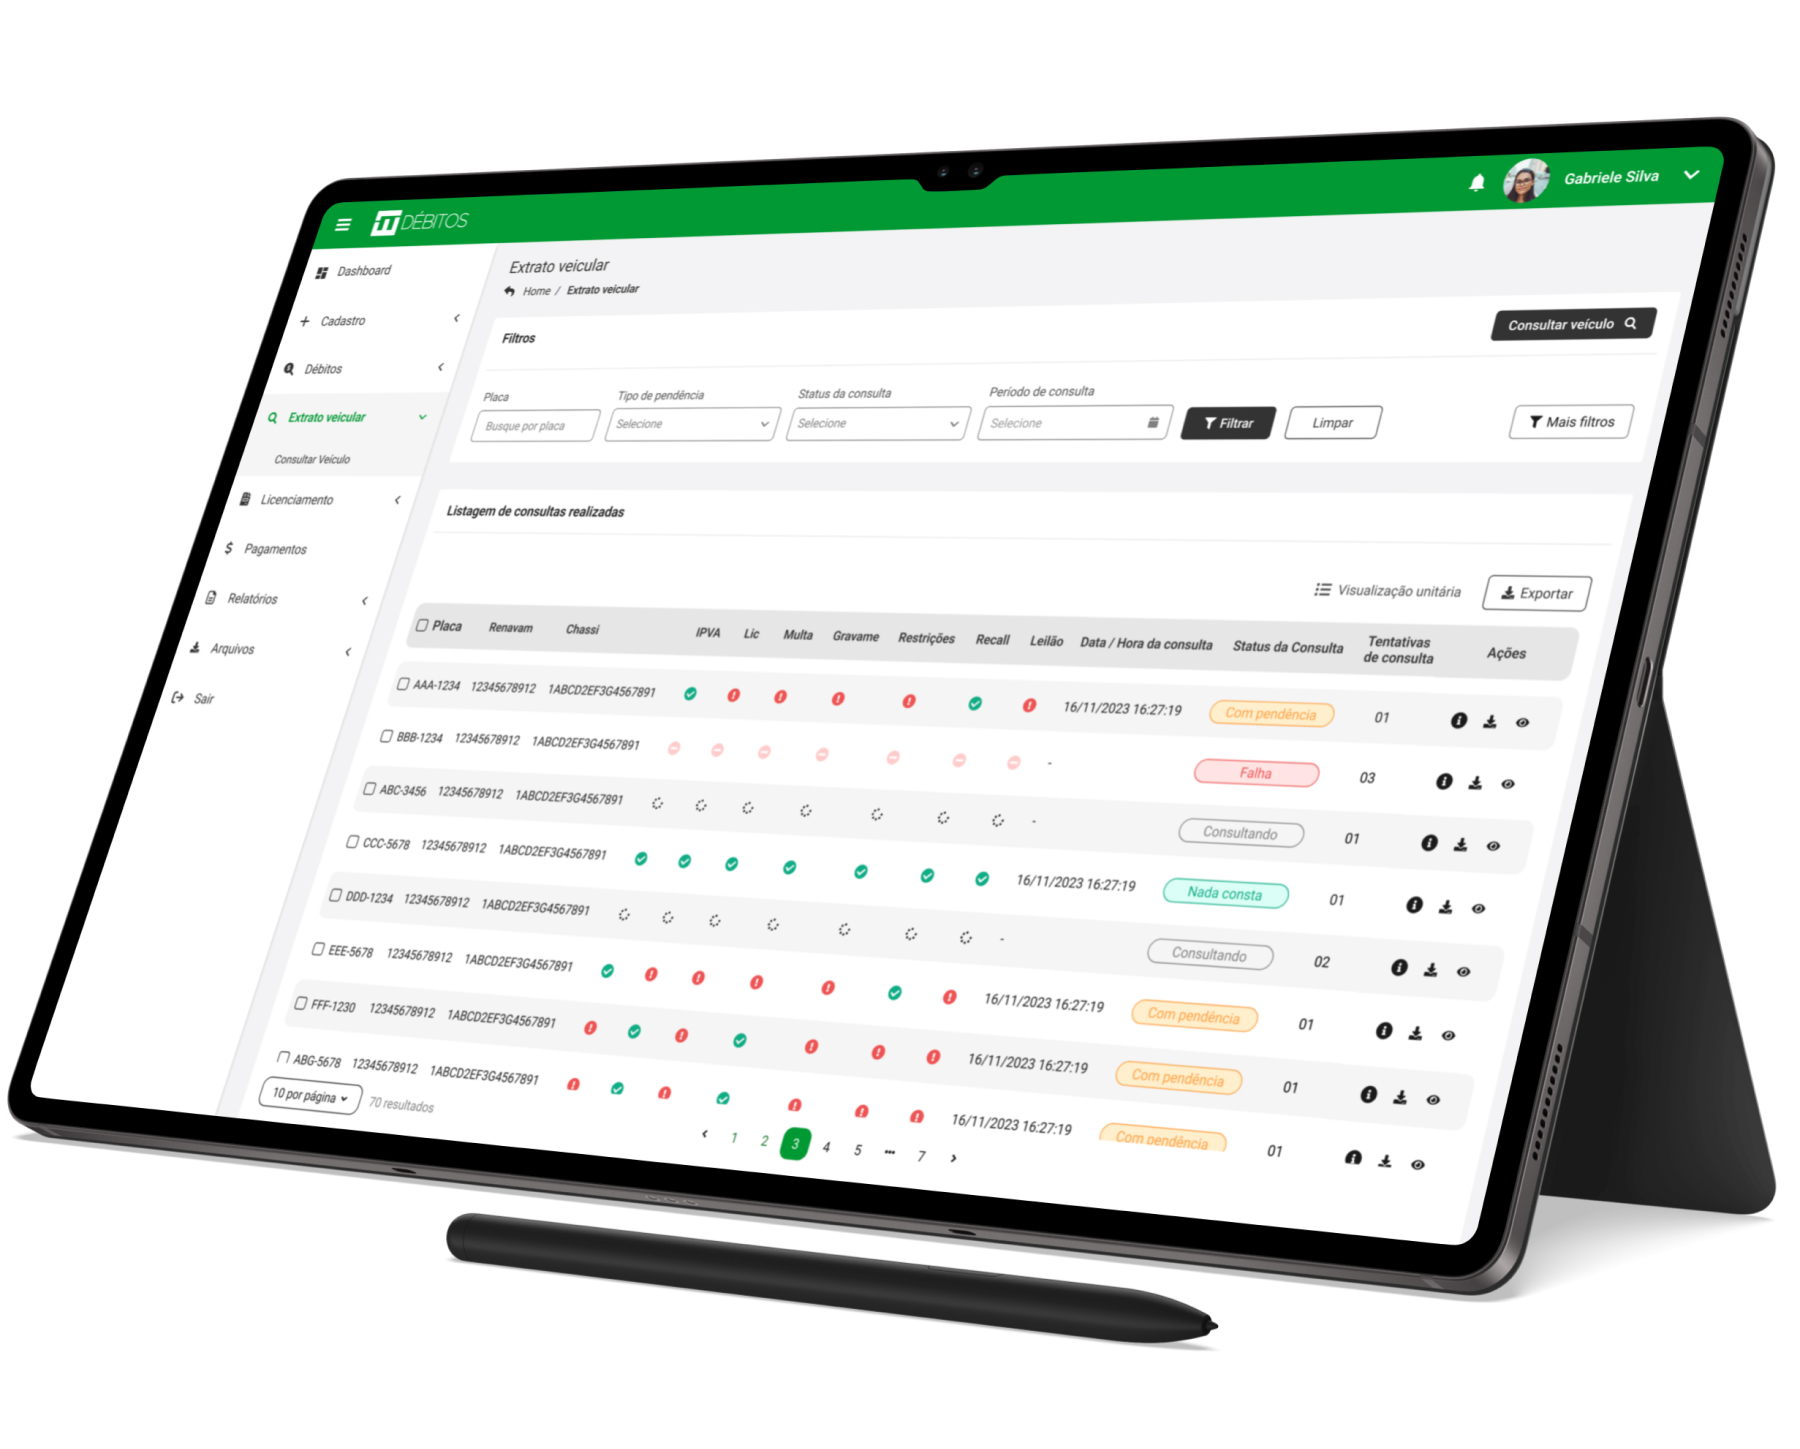 DÉBITOS
Gabriele Silva
Dashboard
Cadastro
Débitos
Extrato veicular
Consultar Veículo
Licenciamento
Pagamentos
Relatórios
Arquivos
Sair
Extrato veicular
Home / Extrato veicular
Filtros
Consultar veículo
Placa Tipo de pendência Status da consulta Período de consulta
Busque por placa Selecione Selecione Selecione Filtrar Limpar Mais filtros
Listagem de consultas realizadas
Visualização unitária Exportar
Placa Renavam Chassi IPVA Lic Multa Gravame Restrições Recall Leilão Data / Hora da consulta Status da Consulta Tentativas de consulta Ações
AAA-1234 12345678912 1ABCD2EF3G4567891 16/11/2023 16:27:19 Com pendência 01
BBB-1234 12345678912 1ABCD2EF3G4567891 - Falha 03
ABC-3456 12345678912 1ABCD2EF3G4567891 - Consultando 01
CCC-5678 12345678912 1ABCD2EF3G4567891 16/11/2023 16:27:19 Nada consta 01
DDD-1234 12345678912 1ABCD2EF3G4567891 - Consultando 02
EEE-5678 12345678912 1ABCD2EF3G4567891 16/11/2023 16:27:19 Com pendência 01
FFF-1230 12345678912 1ABCD2EF3G4567891 16/11/2023 16:27:19 Com pendência 01
ABG-5678 12345678912 1ABCD2EF3G4567891 16/11/2023 16:27:19 Com pendência 01
10 por página 70 resultados
1 2 3 4 5 ••• 7